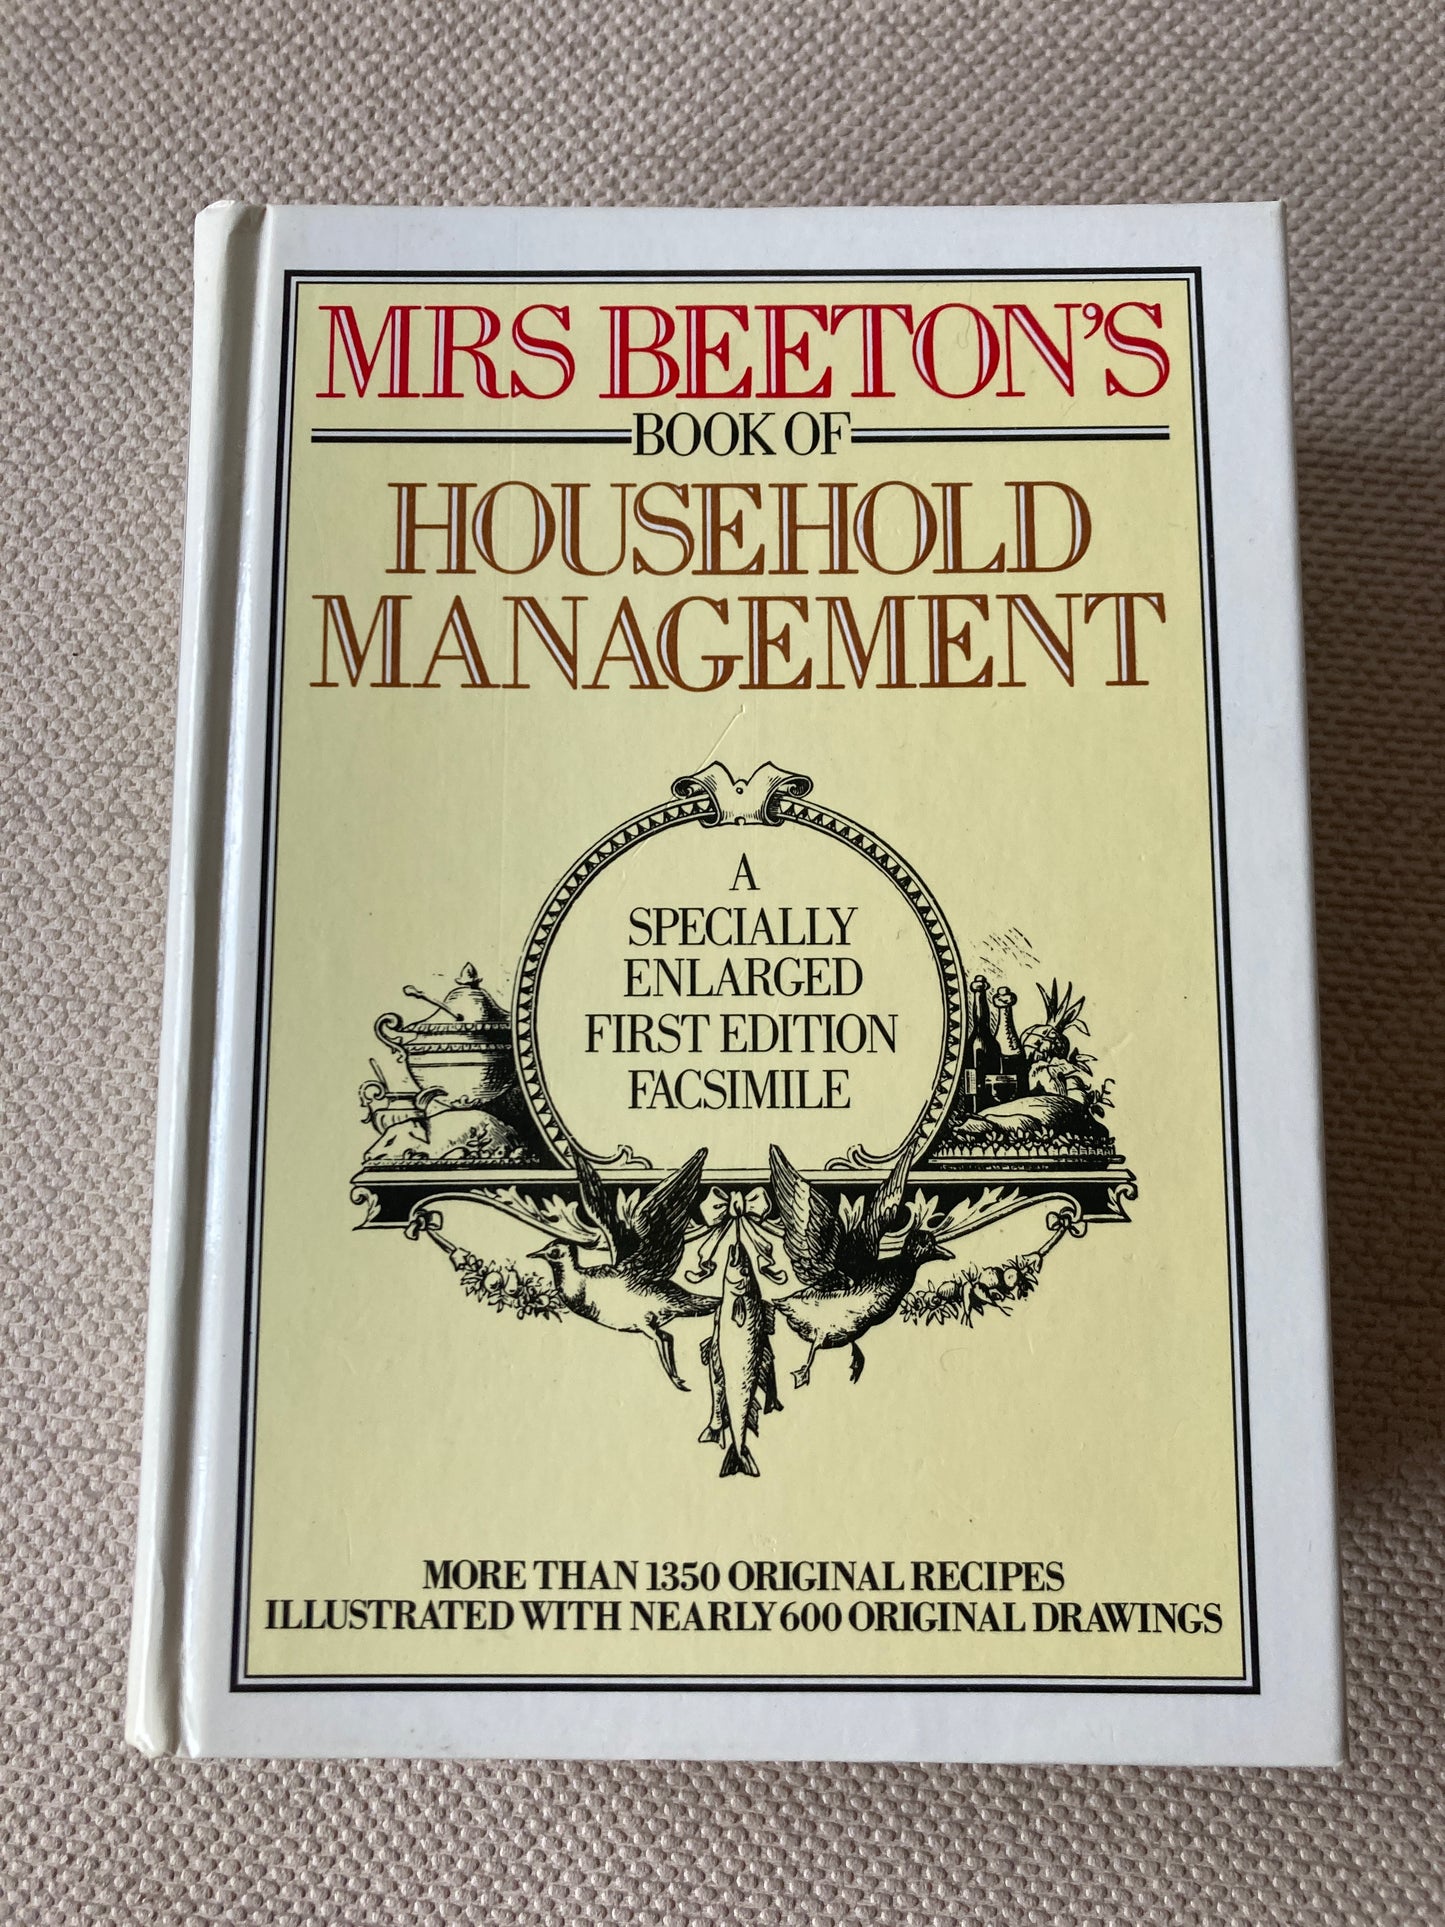 MRS BEETON'S
BOOK OF
HOUSEHOLD
MANAGEMENT
A
SPECIALLY
ENLARGED
FIRST EDITION
FACSIMILE
MORE THAN 1350 ORIGINAL RECIPES
ILLUSTRATED WITH NEARLY 600 ORIGINAL DRAWINGS